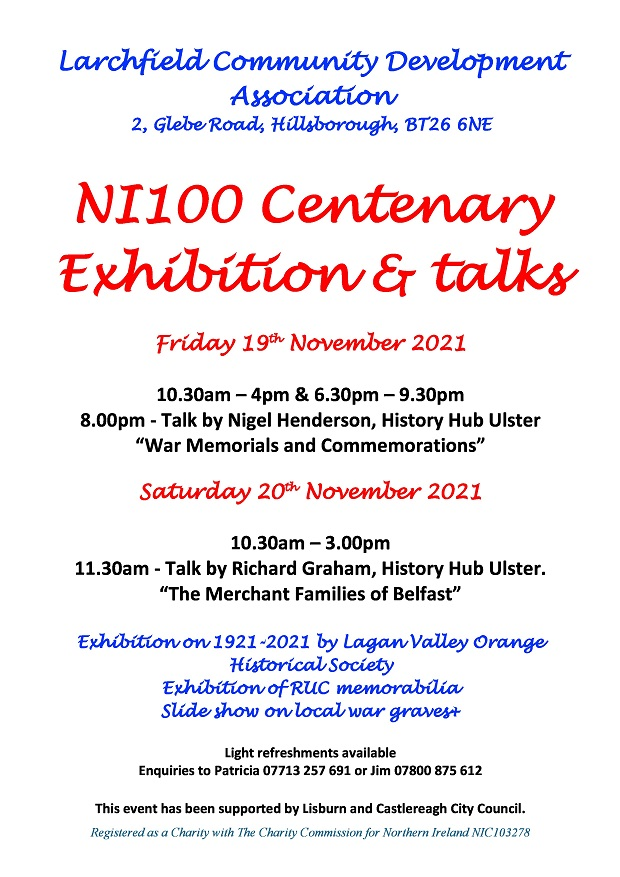 Larchfield Community Development
Association
2, Glebe Road, Hillsborough, BT26 6NE
NI100 Centenary
Exhibition & talks
Friday 19th November 2021
10.30am – 4pm & 6.30pm – 9.30pm
8.00pm - Talk by Nigel Henderson, History Hub Ulster
“War Memorials and Commemorations”
Saturday 20th November 2021
10.30am – 3.00pm
11.30am - Talk by Richard Graham, History Hub Ulster.
“The Merchant Families of Belfast”
Exhibition on 1921-2021 by Lagan Valley Orange
Historical Society
Exhibition of RUC memorabilia
Slide show on local war graves+
Light refreshments available
Enquiries to Patricia 07713 257 691 or Jim 07800 875 612
This event has been supported by Lisburn and Castlereagh City Council.
Registered as a Charity with The Charity Commission for Northern Ireland NIC103278